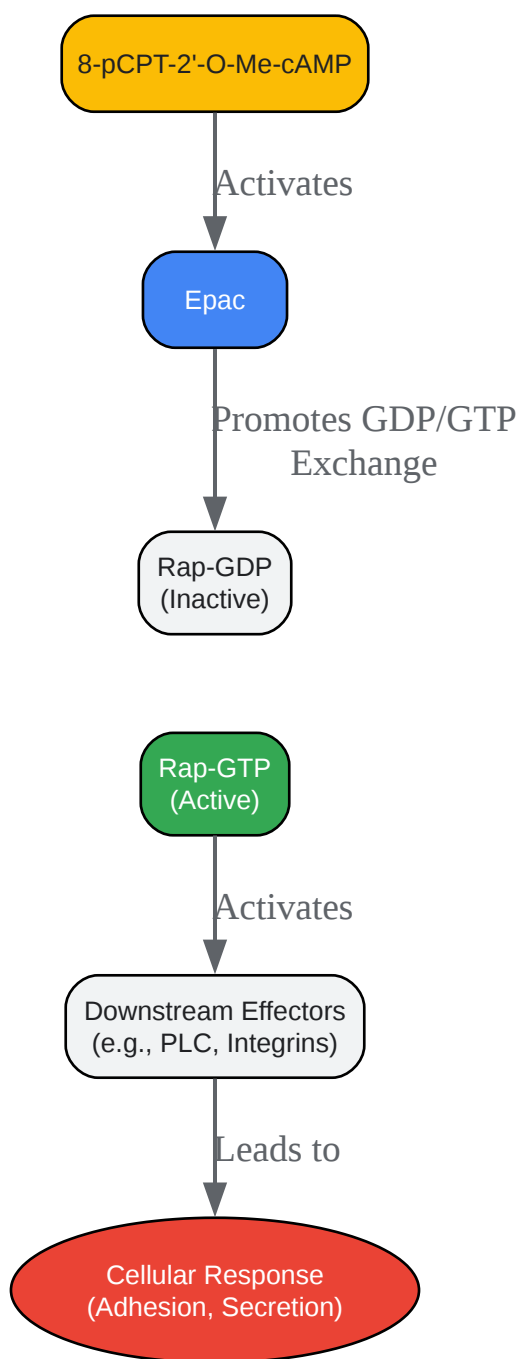 8-pCPT-2'-O-Me-cAMP
Activates
Epac
Promotes GDP/GTP
Exchange
Rap-GDP
(Inactive)
Rap-GTP
(Active)
Activates
Downstream Effectors
(e.g., PLC, Integrins)
Leads to
Cellular Response
(Adhesion, Secretion)